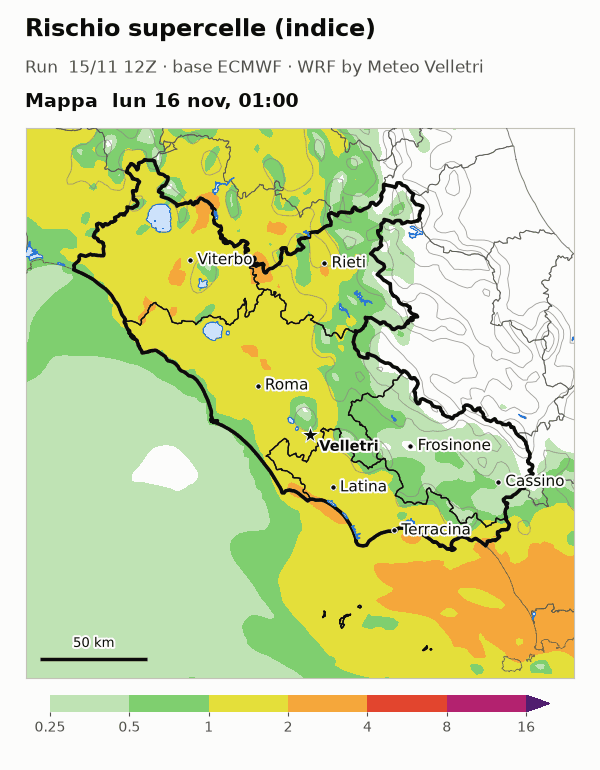 Rischio supercelle (indice)
Run  15/11 12Z · base ECMWF · WRF by Meteo Velletri
Mappa  lun 16 nov, 01:00
Viterbo
Rieti
Roma
Velletri
Frosinone
Latina
Cassino
Terracina
50 km
0.25 0.5 1 2 4 8 16